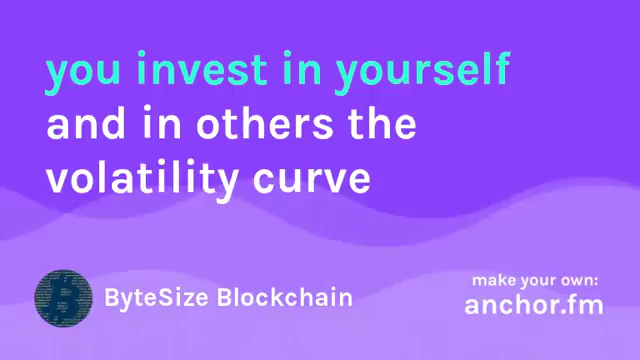 you invest in yourself
and in others the
volatility curve
ByteSize Blockchain
make your own:
anchor.fm